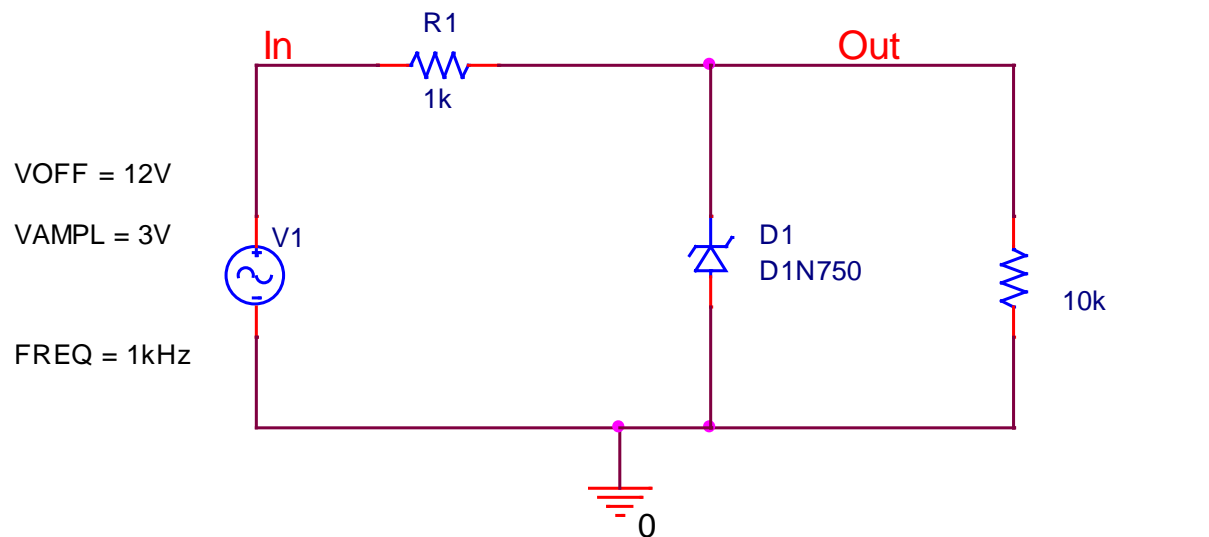 R1
In
Out
1k
VOFF = 12V
VAMPL = 3V
V1
D1
D1N750
10k
FREQ = 1kHz
0